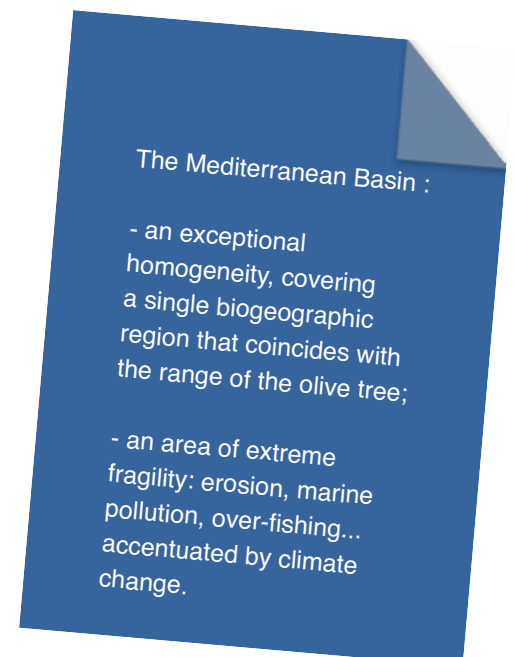 The Mediterranean Basin :
- an exceptional
homogeneity, covering
a single biogeographic
region that coincides with
the range of the olive tree;
- an area of extreme
fragility: erosion, marine
pollution, over-fishing...
accentuated by climate
change.